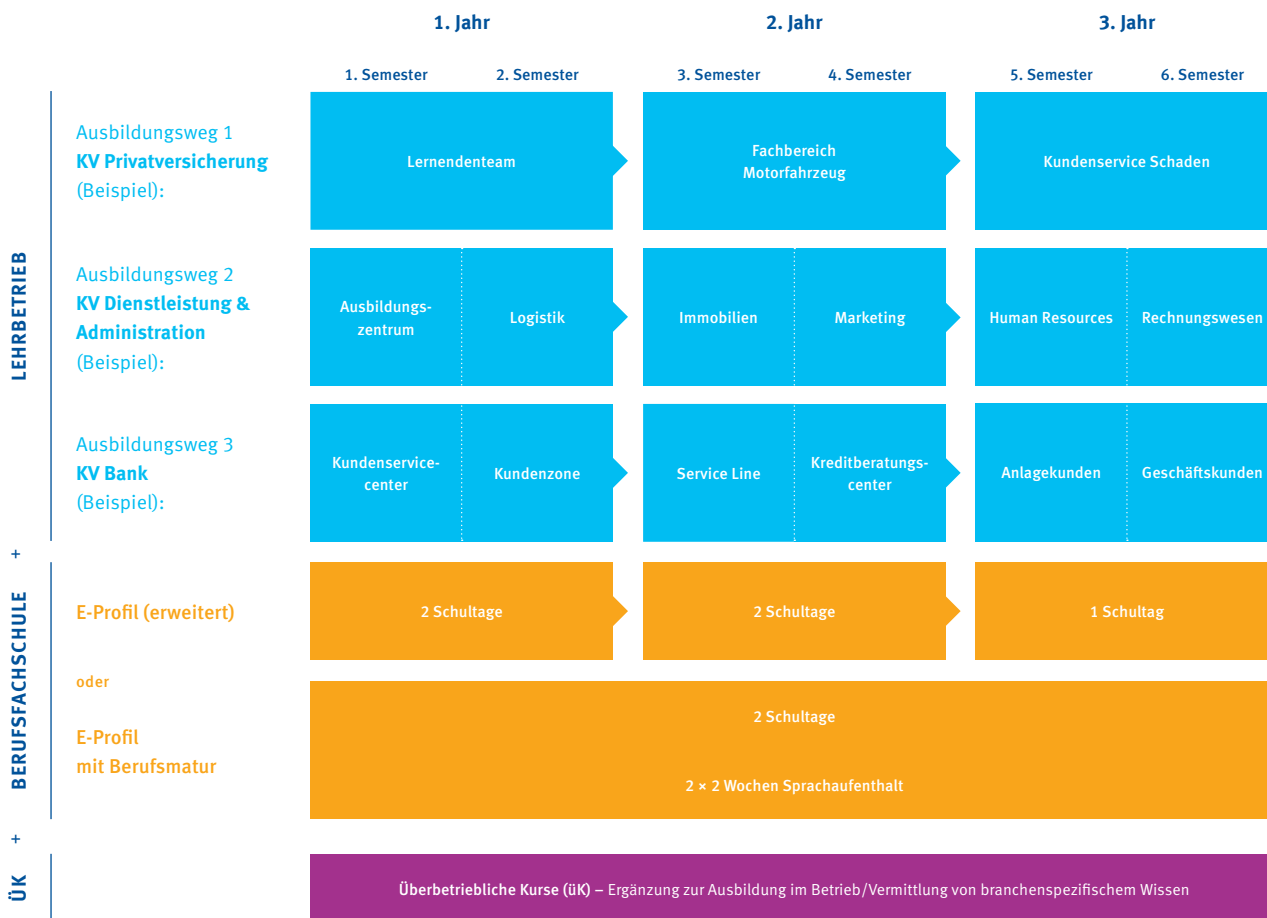 1. Jahr
2. Jahr
3. Jahr
1. Semester
2. Semester
3. Semester
4. Semester
5. Semester
6. Semester
LEHRBETRIEB
Ausbildungsweg 1
KV Privatversicherung
(Beispiel):
Lernendenteam
Fachbereich
Motorfahrzeug
Kundenservice Schaden
Ausbildungsweg 2
KV Dienstleistung &
Administration
(Beispiel):
Ausbildungs-
zentrum
Logistik
Immobilien
Marketing
Human Resources
Rechnungswesen
Ausbildungsweg 3
KV Bank
(Beispiel):
Kundenservice-
center
Kundenzone
Service Line
Kreditberatungs-
center
Anlagekunden
Geschäftskunden
+
BERUFSFACHSCHULE
E-Profil (erweitert)
2 Schultage
2 Schultage
1 Schultag
oder
E-Profil
mit Berufsmatur
2 Schultage
2 × 2 Wochen Sprachaufenthalt
+
ÜK
Überbetriebliche Kurse (üK) – Ergänzung zur Ausbildung im Betrieb/Vermittlung von branchenspezifischem Wissen